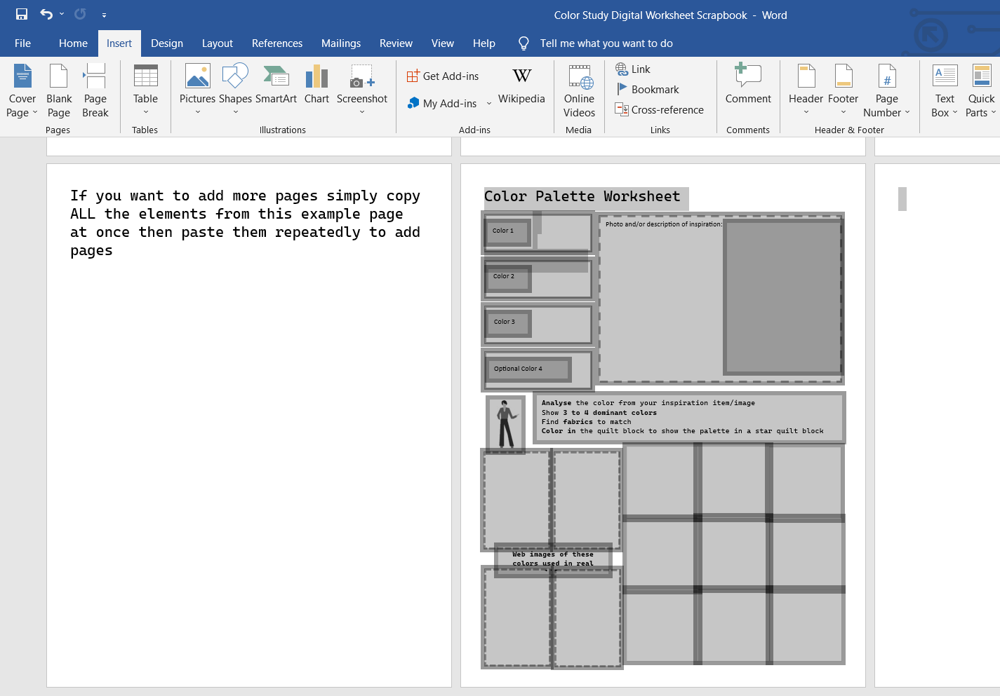 Color Study Digital Worksheet Scrapbook - Word
File Home Insert Design Layout References Mailings Review View Help Tell me what you want to do
Cover Page
Blank Page
Page Break
Pages
Table
Tables
Pictures
Shapes
SmartArt
Chart
Screenshot
Illustrations
Get Add-ins
My Add-ins
W
Wikipedia
Add-ins
Online Videos
Media
Link
Bookmark
Cross-reference
Links
Comment
Comments
Header
Footer
#
Page Number
Header & Footer
A
Text Box
Quick Parts
If you want to add more pages simply copy
ALL the elements from this example page
at once then paste them repeatedly to add
pages
Color Palette Worksheet
Color 1
Photo and/or description of inspiration:
Color 2
Color 3
Optional Color 4
Analyse the color from your inspiration item/image
Show 3 to 4 dominant colors
Find fabrics to match
Color in the quilt block to show the palette in a star quilt block
Web images of these
colors used in real